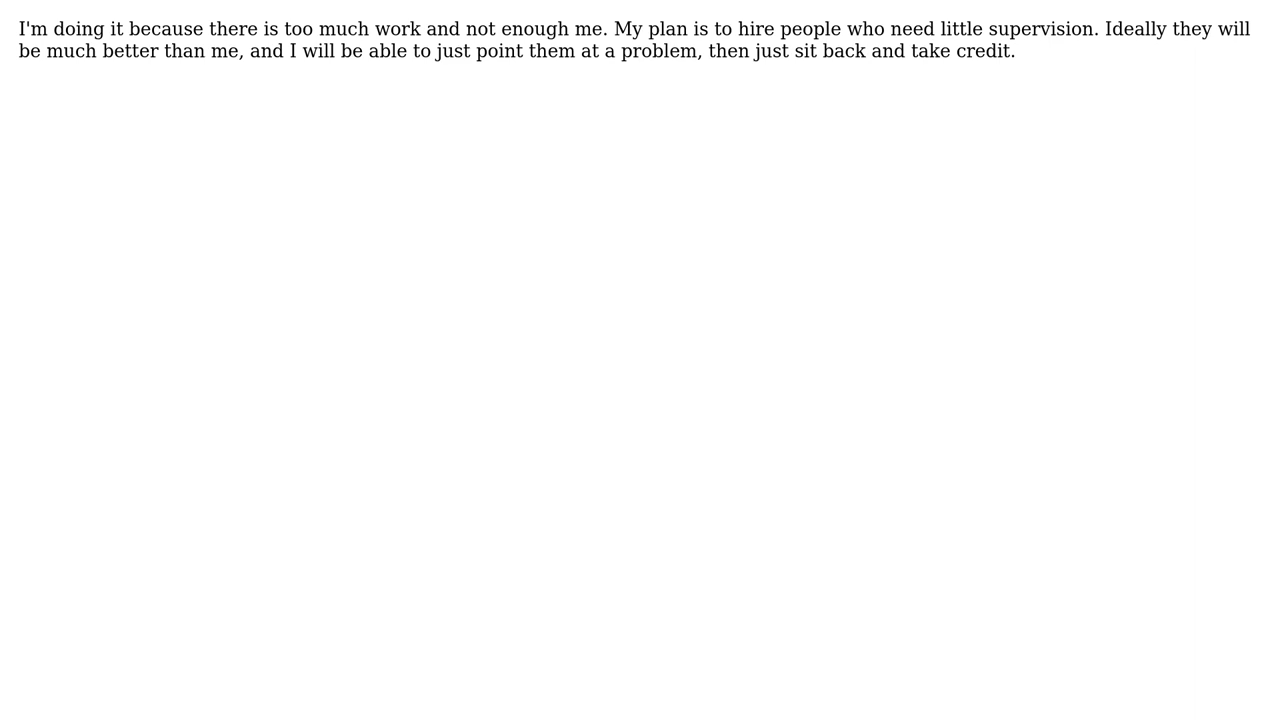 I'm doing it because there is too much work and not enough me. My plan is to hire people who need little supervision. Ideally they will
be much better than me, and I will be able to just point them at a problem, then just sit back and take credit.